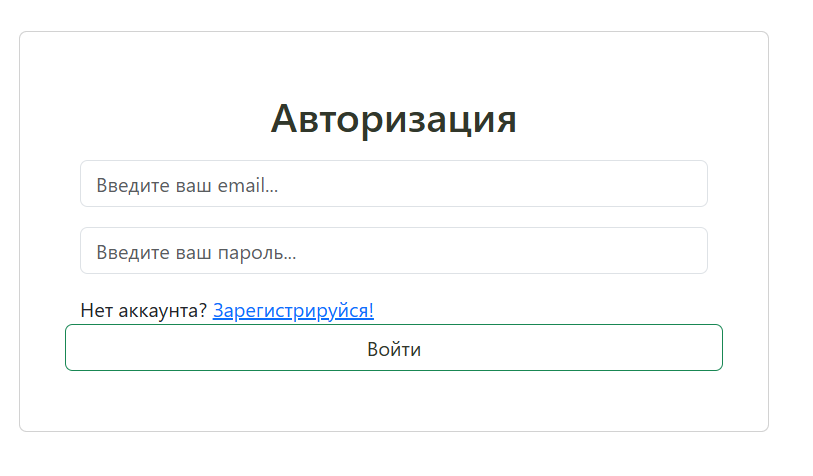 Авторизация
Введите ваш email...
Введите ваш пароль...
Нет аккаунта? Зарегистрируйся!
Войти